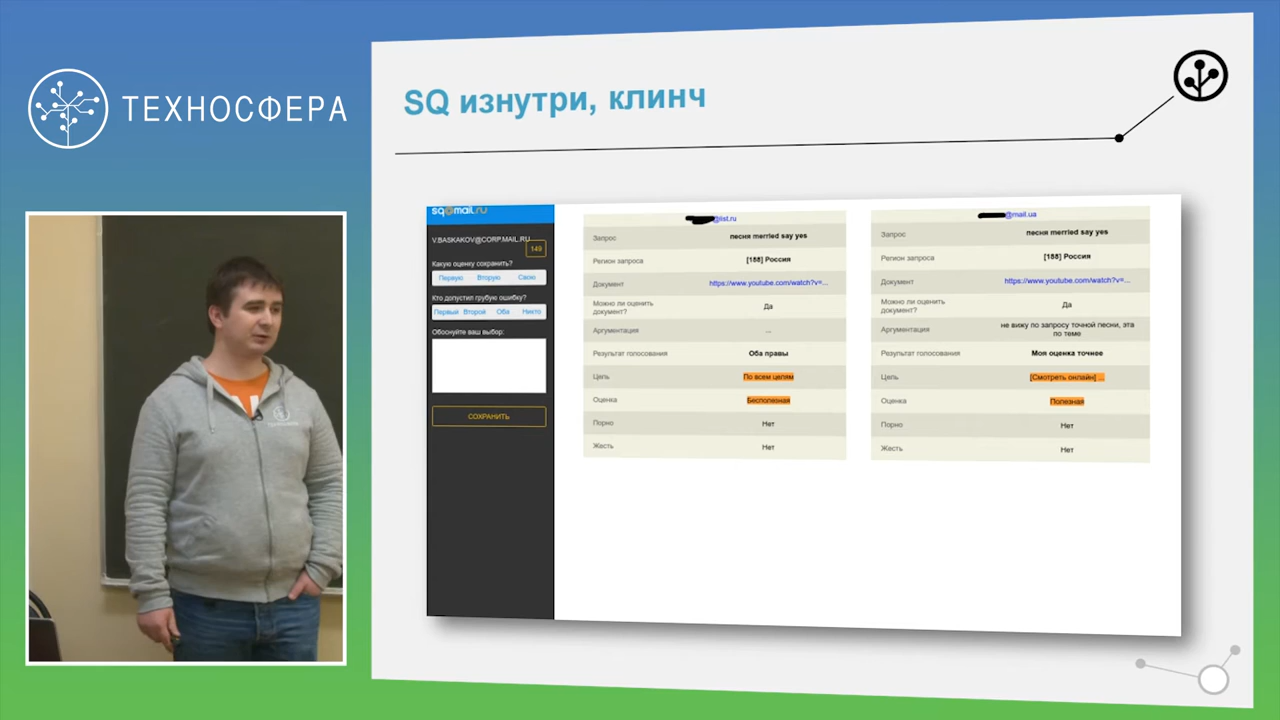 ТЕХНОСФЕРА
SQ изнутри, клинч
sq@mail.ru
V.BASKAKOV@CORP.MAIL.RU
149
Какую оценку сохранить?
Первую Вторую Свою
Кто допустил грубую ошибку?
Первый Второй Оба Никто
Обоснуйте ваш выбор:
СОХРАНИТЬ
@list.ru
Запрос песня merried say yes
Регион запроса [188] Россия
Документ https://www.youtube.com/watch?v=...
Можно ли оценить
документ? Да
Аргументация ...
Результат голосования Оба правы
Цель По всем целям
Оценка Бесполезная
Порно Нет
Жесть Нет
@mail.ua
Запрос песня merried say yes
Регион запроса [188] Россия
Документ https://www.youtube.com/watch?v=...
Можно ли оценить
документ? Да
Аргументация не вижу по запросу точной песни, эта
по теме
Результат голосования Моя оценка точнее
Цель [Смотреть онлайн] ...
Оценка Полезная
Порно Нет
Жесть Нет